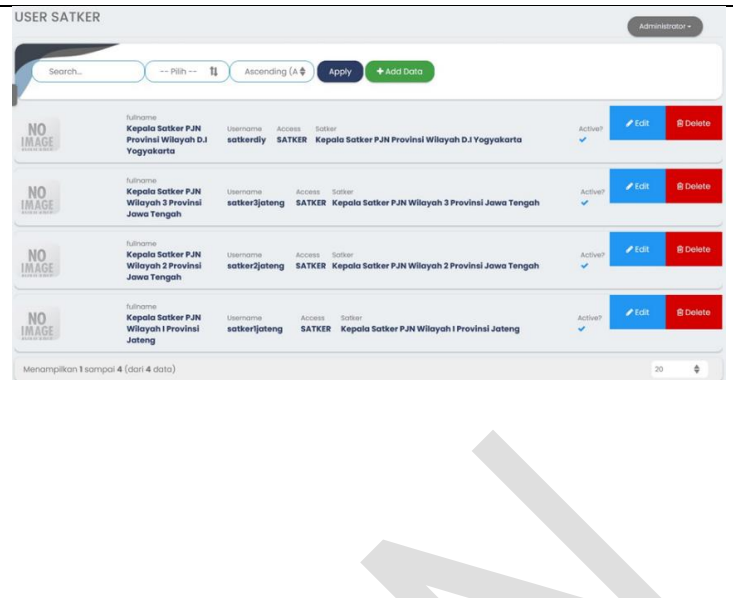 USER SATKER
Administrator
Search...
-- Pilih --
Ascending (A
Apply
+ Add Data
NO IMAGE
fullname
Kepala Satker PJN
Provinsi Wilayah D.I
Yogyakarta
Username
satkerdiy
Access
SATKER
Satker
Kepala Satker PJN Provinsi Wilayah D.I Yogyakarta
Active?
Edit
Delete
NO IMAGE
fullname
Kepala Satker PJN
Wilayah 3 Provinsi
Jawa Tengah
Username
satker3jateng
Access
SATKER
Satker
Kepala Satker PJN Wilayah 3 Provinsi Jawa Tengah
Active?
Edit
Delete
NO IMAGE
fullname
Kepala Satker PJN
Wilayah 2 Provinsi
Jawa Tengah
Username
satker2jateng
Access
SATKER
Satker
Kepala Satker PJN Wilayah 2 Provinsi Jawa Tengah
Active?
Edit
Delete
NO IMAGE
fullname
Kepala Satker PJN
Wilayah I Provinsi
Jateng
Username
satker1jateng
Access
SATKER
Satker
Kepala Satker PJN Wilayah I Provinsi Jateng
Active?
Edit
Delete
Menampilkan 1 sampai 4 (dari 4 data)
20